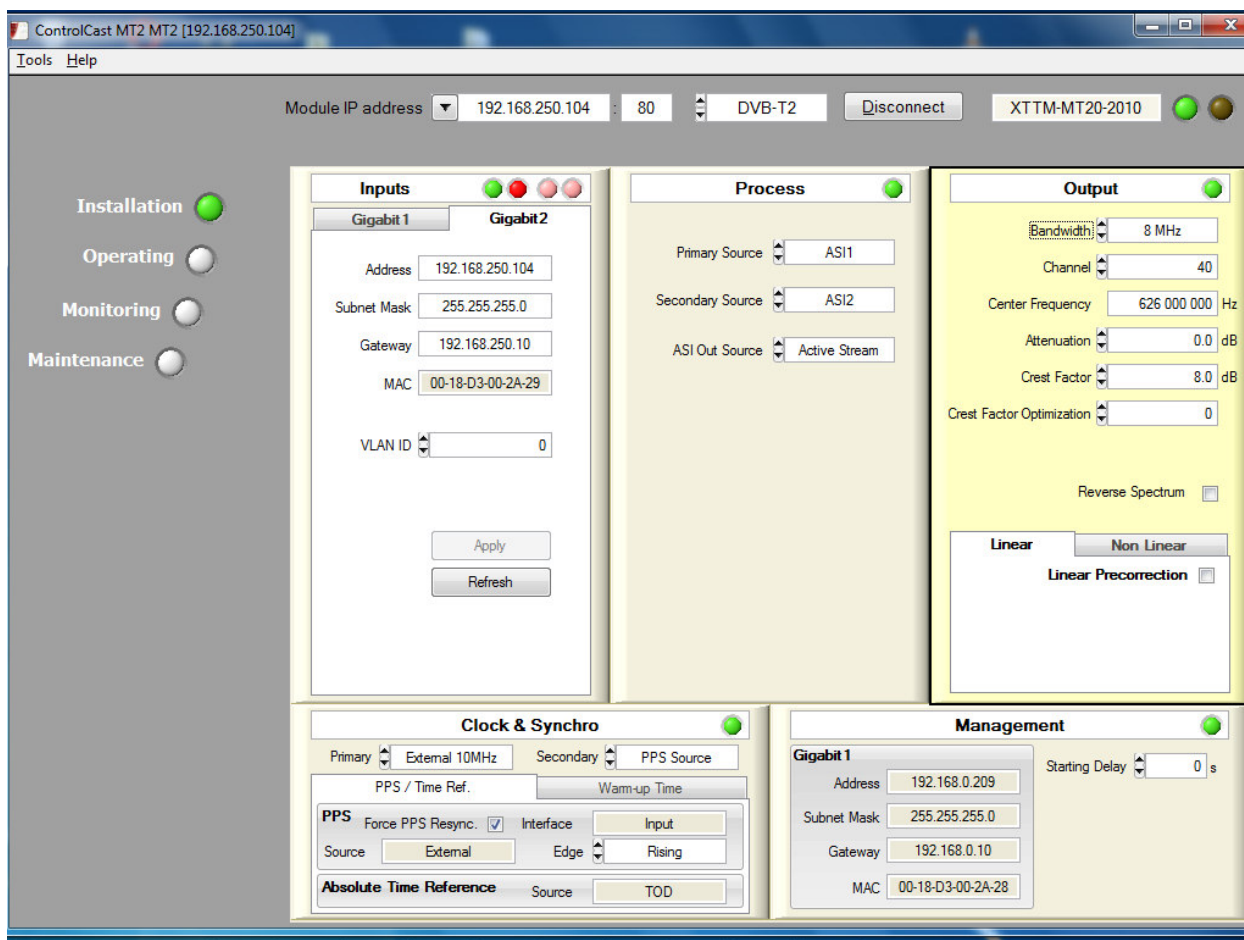 ControlCast MT2 MT2 [192.168.250.104]
Tools Help
Module IP address 192.168.250.104 : 80 DVB-T2 Disconnect XTTM-MT20-2010
Installation
Operating
Monitoring
Maintenance
Inputs
Gigabit 1 Gigabit2
Address 192.168.250.104
Subnet Mask 255.255.255.0
Gateway 192.168.250.10
MAC 00-18-D3-00-2A-29
VLAN ID 0
Apply
Refresh
Process
Primary Source ASI1
Secondary Source ASI2
ASI Out Source Active Stream
Output
Bandwidth 8 MHz
Channel 40
Center Frequency 626 000 000 Hz
Attenuation 0.0 dB
Crest Factor 8.0 dB
Crest Factor Optimization 0
Reverse Spectrum
Linear Non Linear
Linear Precorrection
Clock & Synchro
Primary External 10MHz Secondary PPS Source
PPS / Time Ref. Warm-up Time
PPS Force PPS Resync. Interface Input
Source External Edge Rising
Absolute Time Reference Source TOD
Management
Gigabit 1
Address 192.168.0.209
Subnet Mask 255.255.255.0
Gateway 192.168.0.10
MAC 00-18-D3-00-2A-28
Starting Delay 0 s